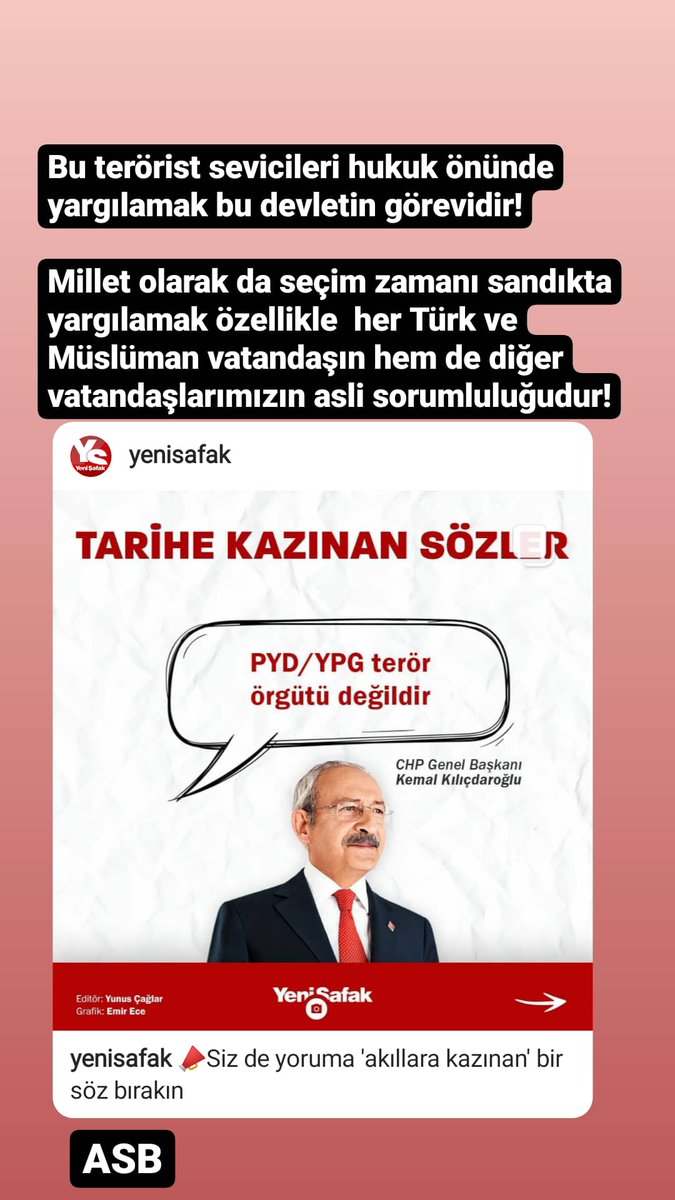 Bu terörist sevicileri hukuk önünde
yargılamak bu devletin görevidir!
Millet olarak da seçim zamanı sandıkta
yargılamak özellikle her Türk ve
Müslüman vatandaşın hem de diğer
vatandaşlarımızın asli sorumluluğudur!
YS
YeniŞafak
yenisafak
TARİHE KAZINAN SÖZLER
PYD/YPG terör
örgütü değildir
CHP Genel Başkanı
Kemal Kılıçdaroğlu
Editör: Yunus Çağlar
Grafik: Emir Ece
YeniŞafak
yenisafak 📣Siz de yoruma 'akıllara kazınan' bir
söz bırakın
ASB